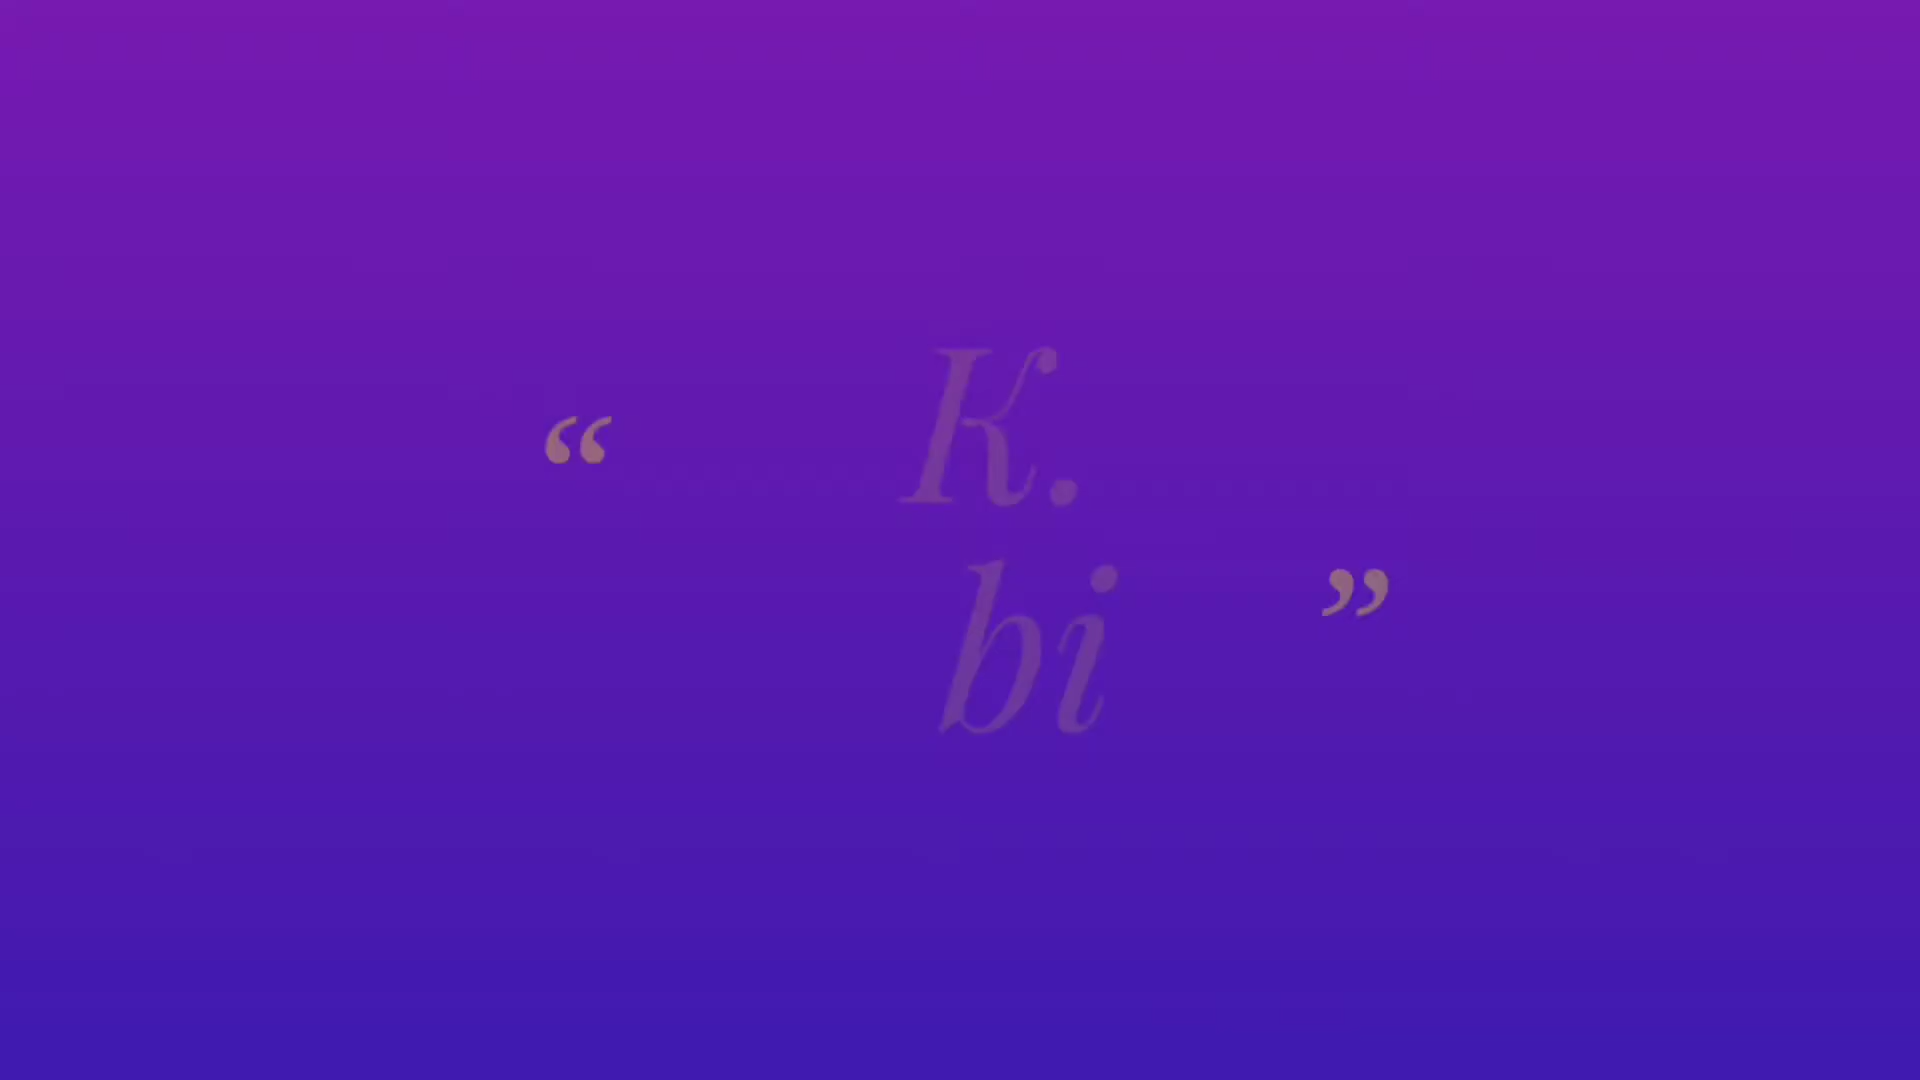 “ K.
bi ”